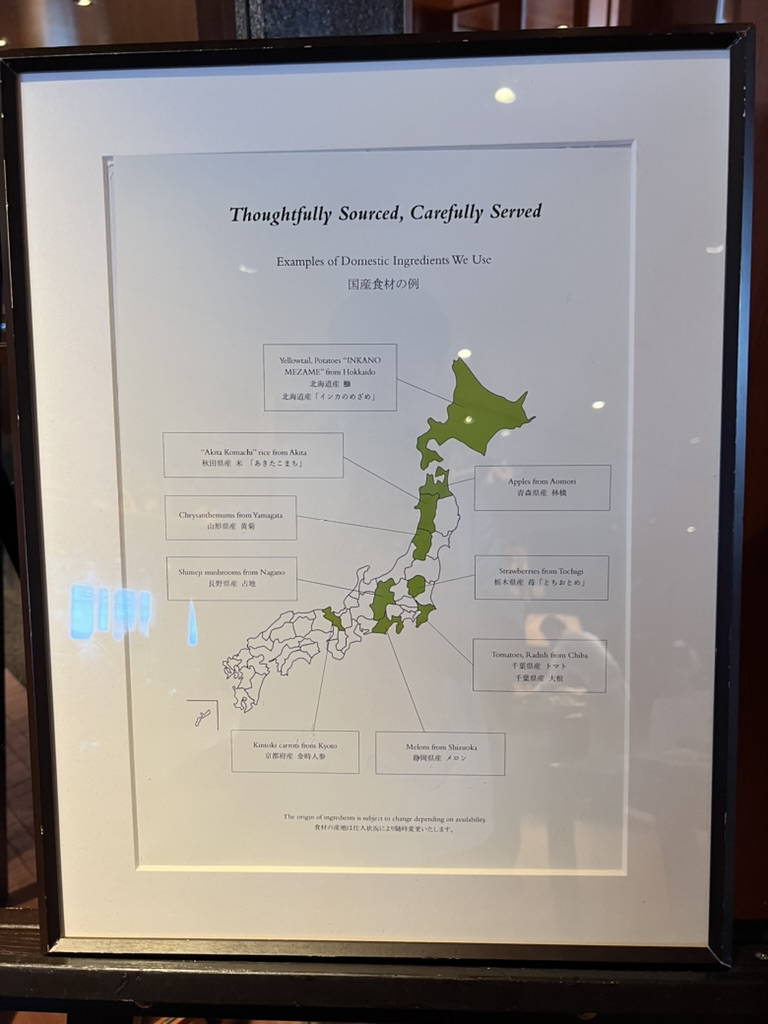 Thoughtfully Sourced, Carefully Served
Examples of Domestic Ingredients We Use
国産食材の例
Yellowtail, Potatoes "INKANO
MEZAME" from Hokkaido
北海道産 鰤
北海道産「インカのめざめ」
"Akita Komachi" rice from Akita
秋田県産 米 「あきたこまち」
Apples from Aomori
青森県産 林檎
Chrysanthemums from Yamagata
山形県産 黄菊
Shimeji mushrooms from Nagano
長野県産 占地
Strawberries from Tochigi
栃木県産 苺「とちおとめ」
Tomatoes, Radish from Chiba
千葉県産 トマト
千葉県産 大根
Kintoki carrots from Kyoto
京都府産 金時人参
Melons from Shizuoka
静岡県産 メロン
The origin of ingredients is subject to change depending on availability.
食材の産地は仕入状況により随時変更いたします。